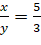 x/y = 5/3